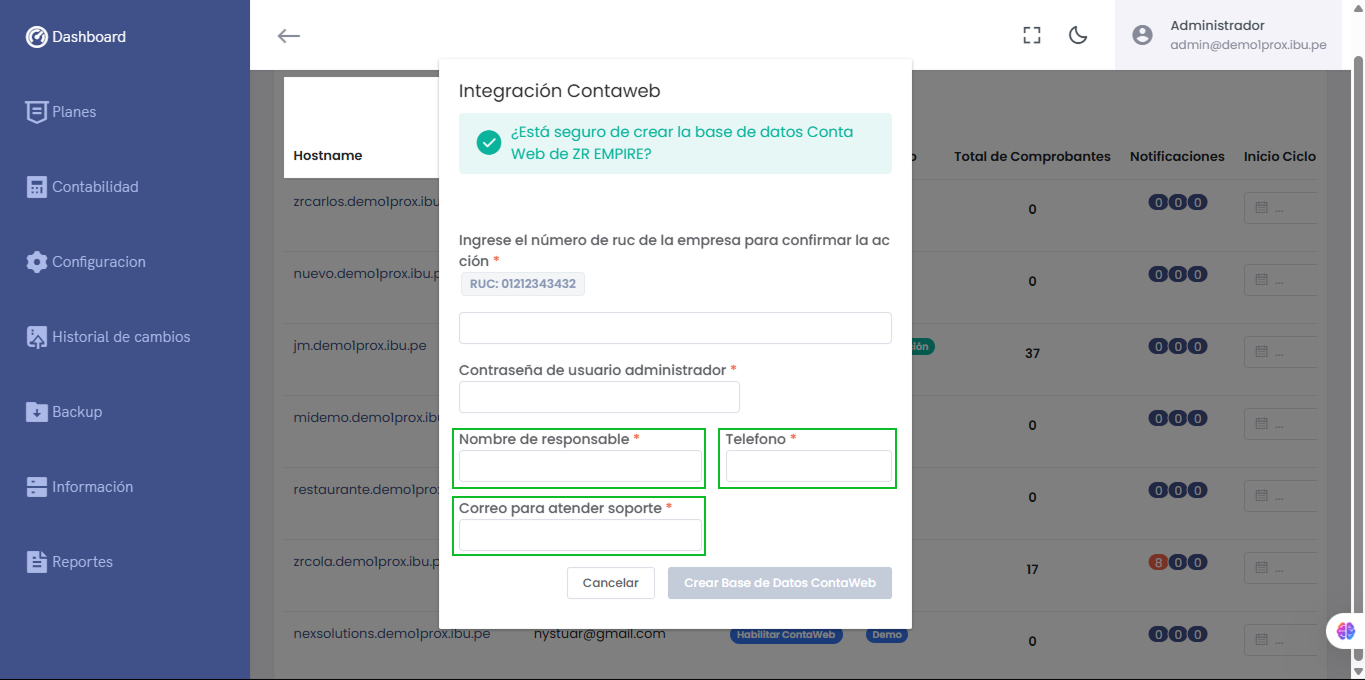 Dashboard
Planes
Contabilidad
Configuracion
Historial de cambios
Backup
Información
Reportes
Administrador
admin@demo1prox.ibu.pe
Integración Contaweb
¿Está seguro de crear la base de datos Conta
Web de ZR EMPIRE?
Ingrese el número de ruc de la empresa para confirmar la ac
ción *
RUC: 01212343432
Contraseña de usuario administrador *
Nombre de responsable * Telefono *
Correo para atender soporte *
Cancelar Crear Base de Datos ContaWeb
Hostname Total de Comprobantes Notificaciones Inicio Ciclo
zrcarlos.demo1prox.ibu 0 0 0 0 ...
nuevo.demo1prox.ibu.p 0 0 0 0 ...
jm.demo1prox.ibu.pe ión 37 0 0 0 ...
midemo.demo1prox.ibu 0 0 0 0 ...
restaurante.demo1pro 0 0 0 0 ...
zrcola.demo1prox.ibu.p 17 8 0 0 ...
nexsolutions.demo1prox.ibu.pe nystuar@gmail.com Habilitar ContaWeb Demo 0 0 0 0 ...